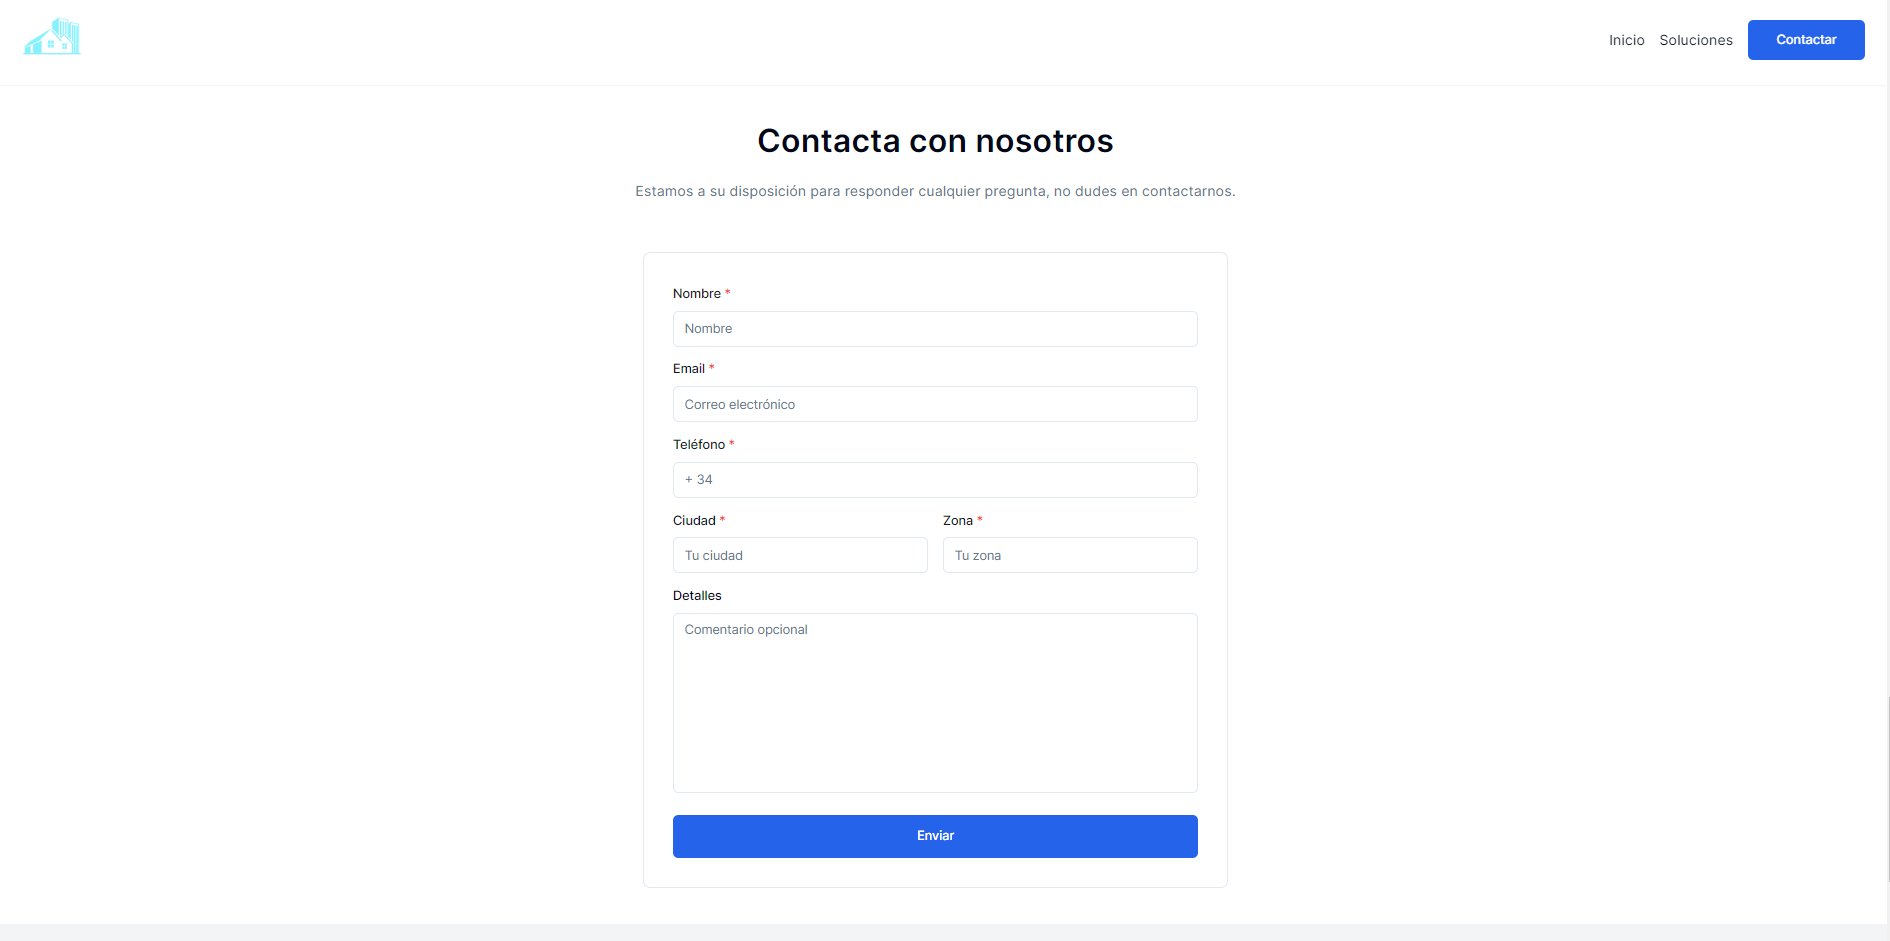 Inicio Soluciones Contactar
Contacta con nosotros
Estamos a su disposición para responder cualquier pregunta, no dudes en contactarnos.
Nombre *
Nombre
Email *
Correo electrónico
Teléfono *
+ 34
Ciudad * Zona *
Tu ciudad Tu zona
Detalles
Comentario opcional
Enviar